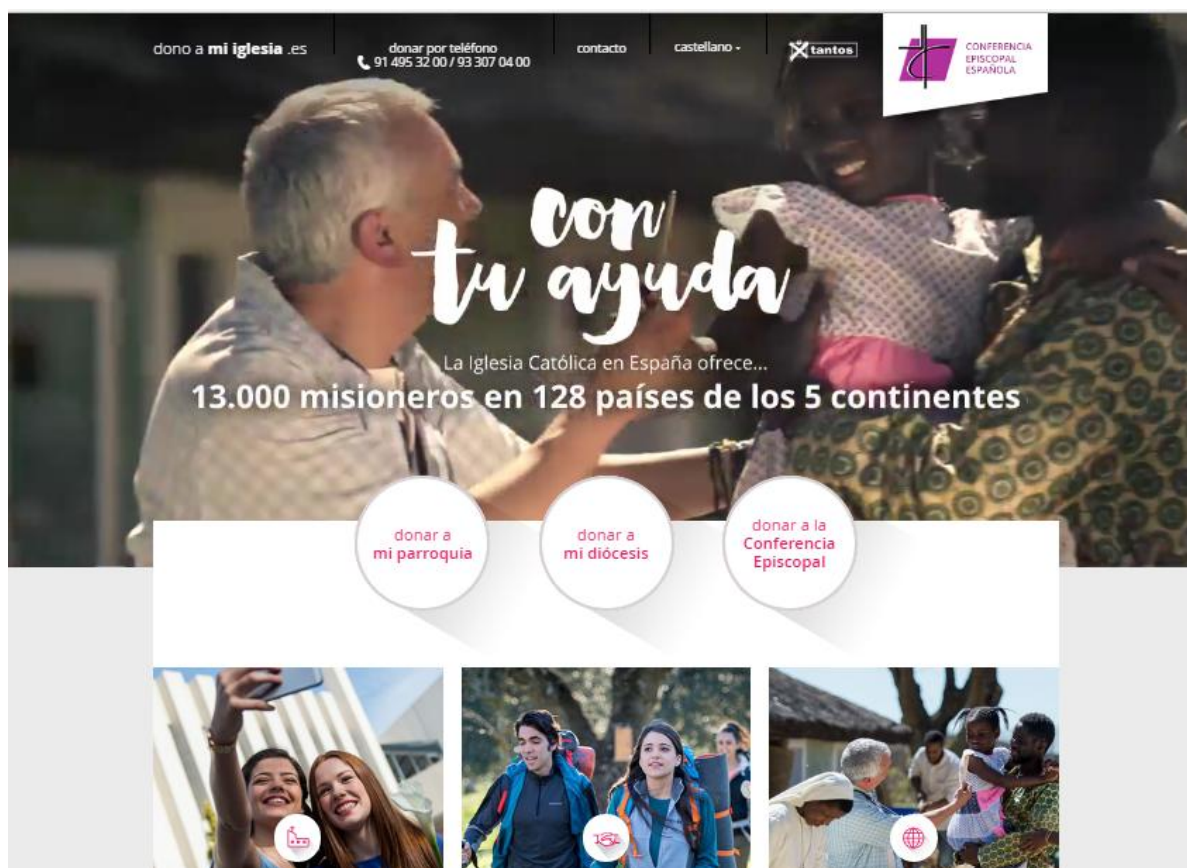 dono a mi iglesia .es
donar por teléfono
91 495 32 00 / 93 307 04 00
contacto
castellano
X tantos
CONFERENCIA
EPISCOPAL
ESPAÑOLA
con
tu ayuda
La Iglesia Católica en España ofrece...
13.000 misioneros en 128 países de los 5 continentes
donar a
mi parroquia
donar a
mi diócesis
donar a la
Conferencia
Episcopal